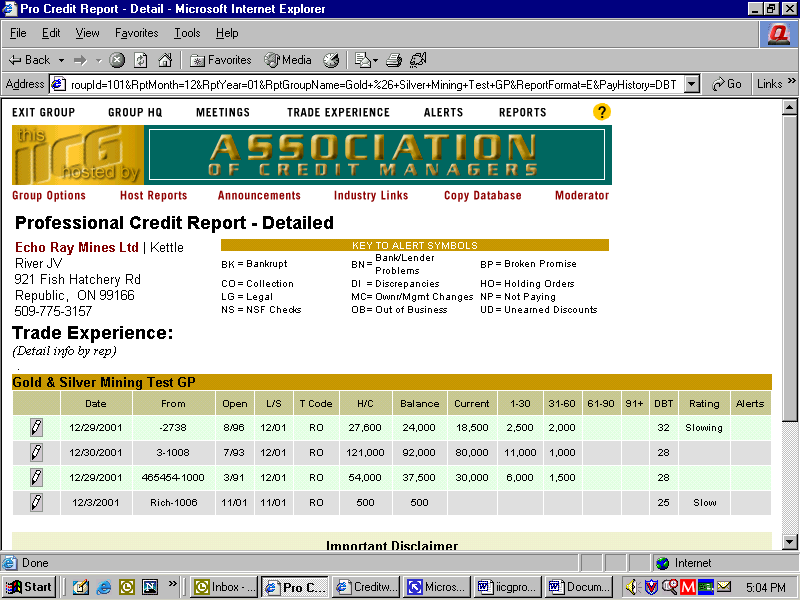 Pro Credit Report - Detail - Microsoft Internet Explorer
File Edit View Favorites Tools Help
Back Favorites Media
Address roupId=101&RptMonth=12&RptYear=01&RptGroupName=Gold+%26+Silver+Mining+Test+GP&ReportFormat=E&PayHistory=DBT Go Links »
EXIT GROUP GROUP HQ MEETINGS TRADE EXPERIENCE ALERTS REPORTS ?
this
iicG
hosted by
ASSOCIATION
OF CREDIT MANAGERS
Group Options Host Reports Announcements Industry Links Copy Database Moderator
Professional Credit Report - Detailed
Echo Ray Mines Ltd | Kettle
River JV
921 Fish Hatchery Rd
Republic, ON 99166
509-775-3157
KEY TO ALERT SYMBOLS
BK = Bankrupt BN = Bank/Lender Problems BP = Broken Promise
CO = Collection DI = Discrepancies HO= Holding Orders
LG = Legal MC= Ownr/Mgmt Changes NP = Not Paying
NS = NSF Checks OB= Out of Business UD = Unearned Discounts
Trade Experience:
(Detail info by rep)
.
Gold & Silver Mining Test GP
Date From Open L/S T Code H/C Balance Current 1-30 31-60 61-90 91+ DBT Rating Alerts
12/29/2001 -2738 8/96 12/01 RO 27,600 24,000 18,500 2,500 2,000 32 Slowing
12/30/2001 3-1008 7/93 12/01 RO 121,000 92,000 80,000 11,000 1,000 28
12/29/2001 465454-1000 3/91 12/01 RO 54,000 37,500 30,000 6,000 1,500 28
12/3/2001 Rich-1006 11/01 11/01 RO 500 500 25 Slow
Important Disclaimer
Done Internet
Start » Inbox - ... Pro C... Creditw... Micros... iicgpro... Docum... 5:04 PM